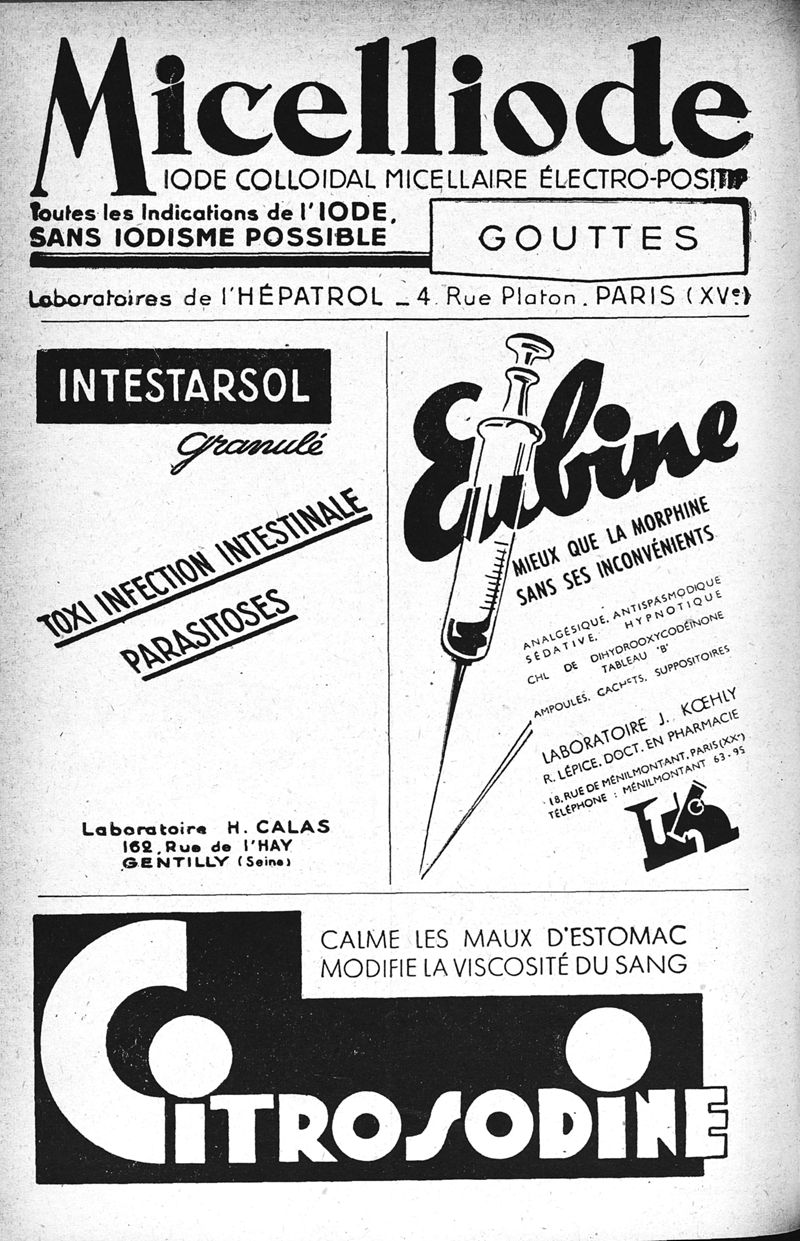 Micelliode
IODE COLLOIDAL MICELLAIRE ÉLECTRO-POSITIF
Toutes les Indications de l'IODE,
SANS IODISME POSSIBLE
GOUTTES
Laboratoires de l'HÉPATROL _ 4. Rue Platon. PARIS (XVe)
INTESTARSOL
granulé
TOXI INFECTION INTESTINALE
PARASITOSES
Laboratoire H. CALAS
162, Rue de l'HAY
GENTILLY (Seine)
Eubine
MIEUX QUE LA MORPHINE
SANS SES INCONVÉNIENTS
ANALGÉSIQUE, ANTISPASMODIQUE
SÉDATIVE, HYPNOTIQUE
CHL DE DIHYDROOXYCODÉÏNONE
TABLEAU "B"
AMPOULES, CACHETS, SUPPOSITOIRES
LABORATOIRE J. KŒHLY
R. LÉPICE. DOCT. EN PHARMACIE
18, RUE DE MÉNILMONTANT, PARIS (XXe)
TÉLÉPHONE : MÉNILMONTANT 63.95
CALME LES MAUX D'ESTOMAC
MODIFIE LA VISCOSITÉ DU SANG
CITROSODINE